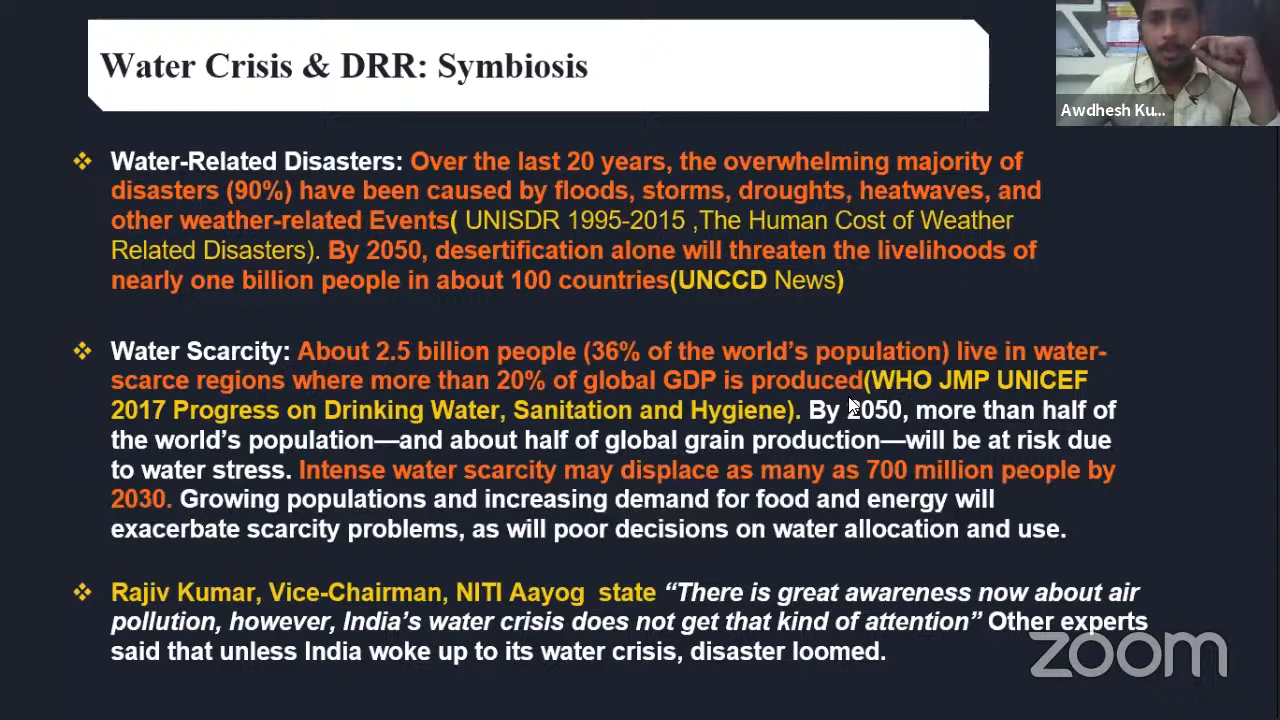 Water Crisis & DRR: Symbiosis
Awdhesh Ku...
❖ Water-Related Disasters: Over the last 20 years, the overwhelming majority of
disasters (90%) have been caused by floods, storms, droughts, heatwaves, and
other weather-related Events( UNISDR 1995-2015 ,The Human Cost of Weather
Related Disasters). By 2050, desertification alone will threaten the livelihoods of
nearly one billion people in about 100 countries(UNCCD News)
❖ Water Scarcity: About 2.5 billion people (36% of the world’s population) live in water-
scarce regions where more than 20% of global GDP is produced(WHO JMP UNICEF
2017 Progress on Drinking Water, Sanitation and Hygiene). By 2050, more than half of
the world’s population—and about half of global grain production—will be at risk due
to water stress. Intense water scarcity may displace as many as 700 million people by
2030. Growing populations and increasing demand for food and energy will
exacerbate scarcity problems, as will poor decisions on water allocation and use.
❖ Rajiv Kumar, Vice-Chairman, NITI Aayog  state “There is great awareness now about air
pollution, however, India’s water crisis does not get that kind of attention” Other experts
said that unless India woke up to its water crisis, disaster loomed.
zoom